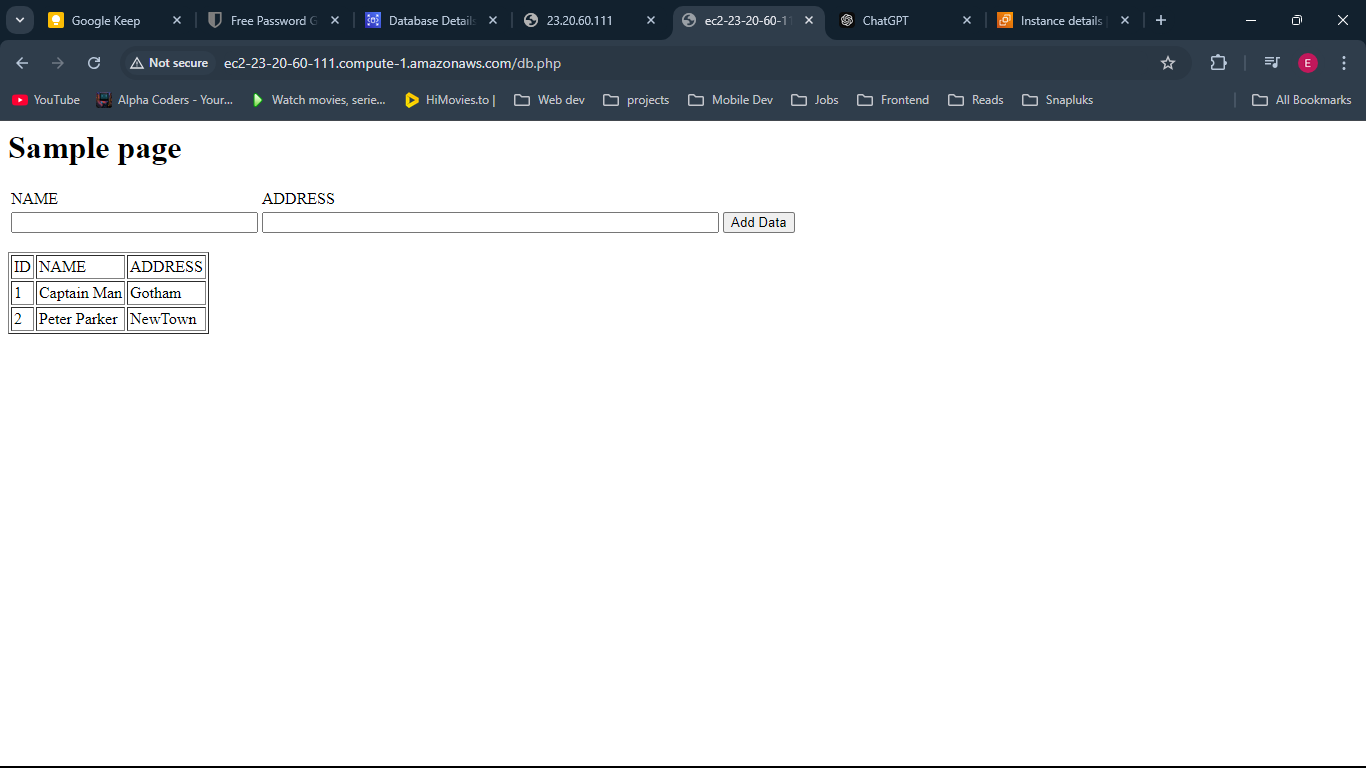 Google Keep
Free Password G
Database Details
23.20.60.111
ec2-23-20-60-11
ChatGPT
Instance details
Not secure
ec2-23-20-60-111.compute-1.amazonaws.com/db.php
E
YouTube
Alpha Coders - Your...
Watch movies, serie...
HiMovies.to |
Web dev
projects
Mobile Dev
Jobs
Frontend
Reads
Snapluks
All Bookmarks
Sample page
NAME ADDRESS
Add Data
ID NAME ADDRESS
1 Captain Man Gotham
2 Peter Parker NewTown